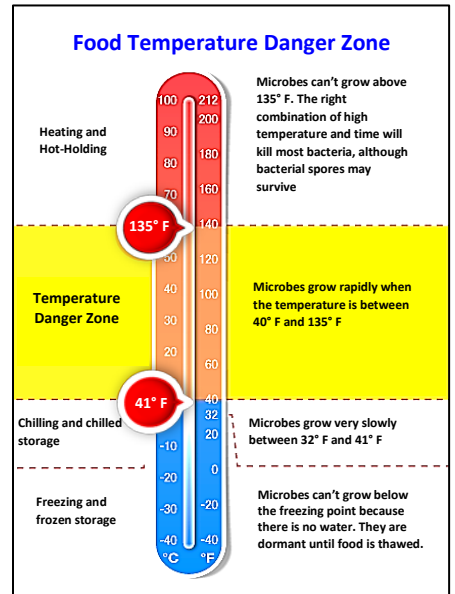 Food Temperature Danger Zone
Heating and
Hot-Holding
Microbes can't grow above
135° F. The right
combination of high
temperature and time will
kill most bacteria, although
bacterial spores may
survive
100 212
200
90
80 180
70 160
135° F
140
120
Temperature
Danger Zone
40 100
30 80
20 60
Microbes grow rapidly when
the temperature is between
40° F and 135° F
41° F
40
32
Chilling and chilled
storage
-10 20
0
Microbes grow very slowly
between 32° F and 41° F
Freezing and
frozen storage
-20
-30 -20
-40 -40
°C °F
Microbes can't grow below
the freezing point because
there is no water. They are
dormant until food is thawed.